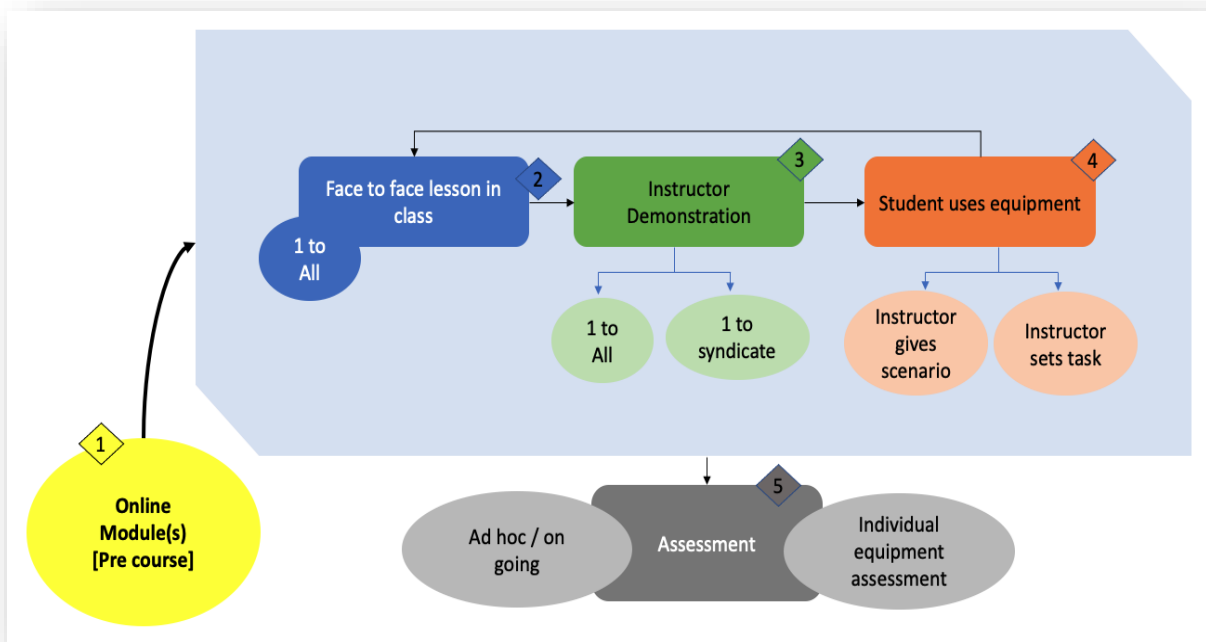 Face to face lesson in
class
2
1 to
All
Instructor
Demonstration
3
1 to
All
1 to
syndicate
Student uses equipment
4
Instructor
gives
scenario
Instructor
sets task
1
Online
Module(s)
[Pre course]
Ad hoc / on
going
Assessment
5
Individual
equipment
assessment